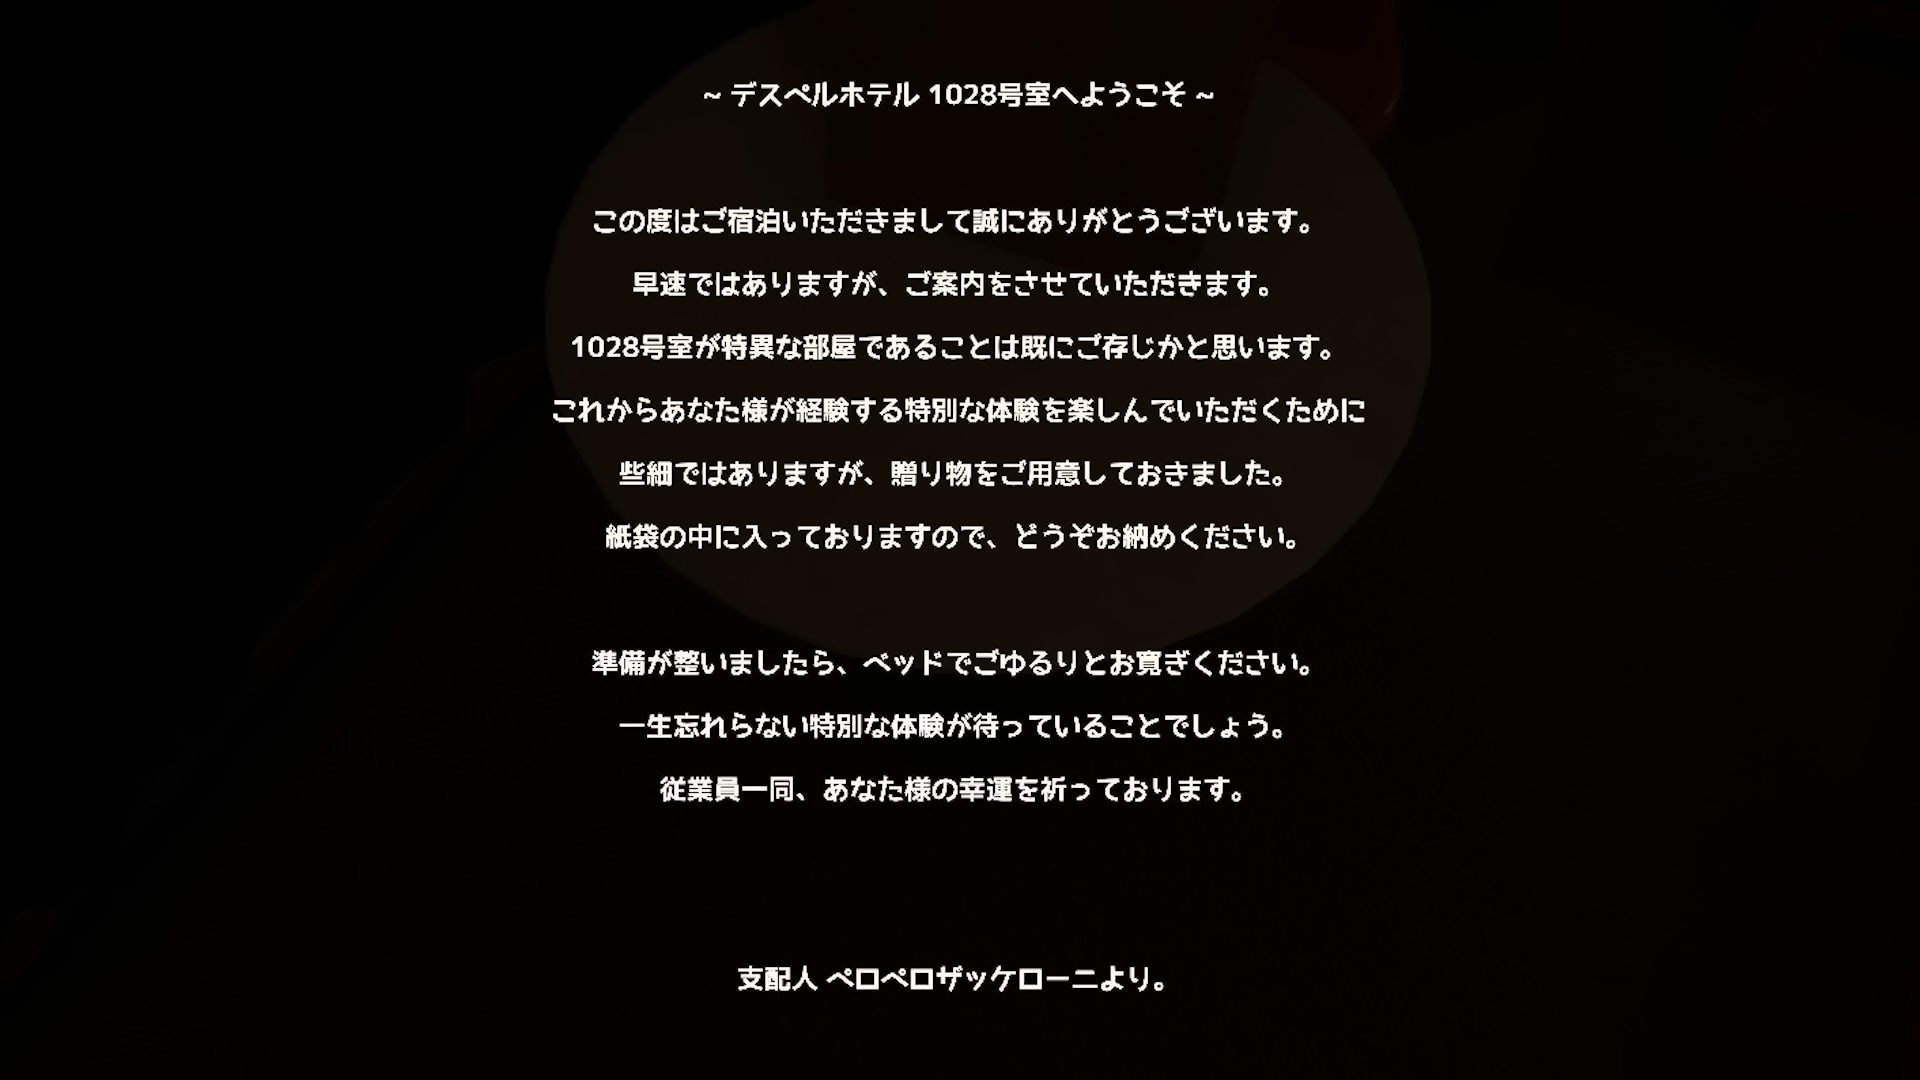 ~ デスペルホテル 1028号室へようこそ ~
この度はご宿泊いただきまして誠にありがとうございます。
早速ではありますが、ご案内をさせていただきます。
1028号室が特異な部屋であることは既にご存じかと思います。
これからあなた様が経験する特別な体験を楽しんでいただくために
些細ではありますが、贈り物をご用意しておきました。
紙袋の中に入っておりますので、どうぞお納めください。
準備が整いましたら、ベッドでごゆるりとお寛ぎください。
一生忘れらない特別な体験が待っていることでしょう。
従業員一同、あなた様の幸運を祈っております。
支配人 ペロペロザッケローニより。